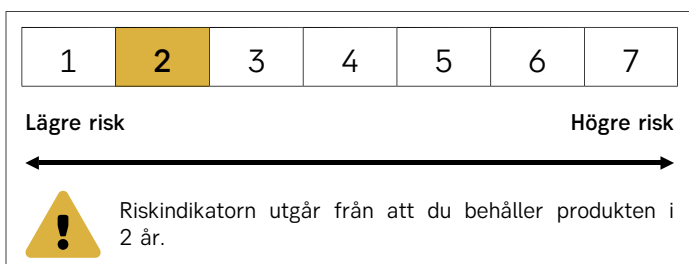 1 2 3 4 5 6 7
Lägre risk Högre risk
Riskindikatorn utgår från att du behåller produkten i
2 år.